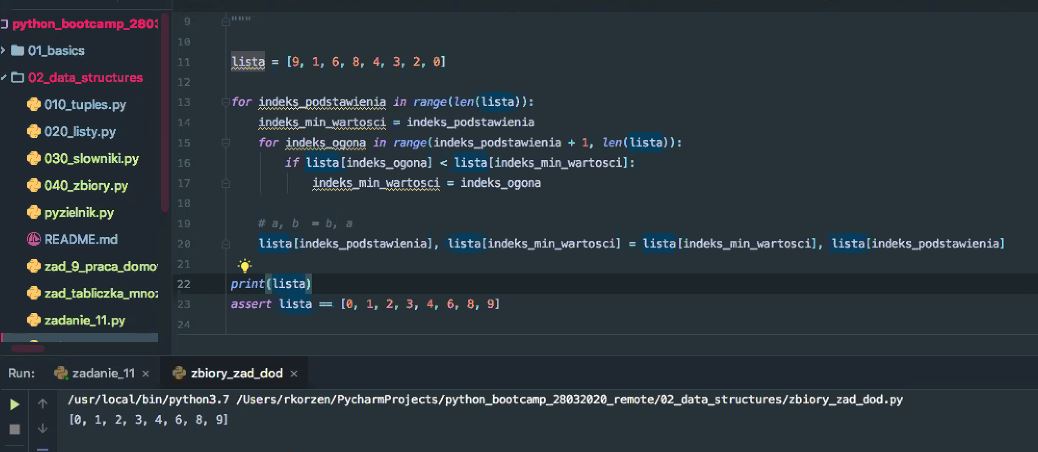 python_bootcamp_28032
01_basics
02_data_structures
010_tuples.py
020_listy.py
030_slowniki.py
040_zbiory.py
pyzielnik.py
README.md
zad_9_praca_domov
zad_tabliczka_mnoz
zadanie_11.py
9 """
10
11 lista = [9, 1, 6, 8, 4, 3, 2, 0]
12
13 for indeks_podstawienia in range(len(lista)):
14 indeks_min_wartosci = indeks_podstawienia
15 for indeks_ogona in range(indeks_podstawienia + 1, len(lista)):
16 if lista[indeks_ogona] < lista[indeks_min_wartosci]:
17 indeks_min_wartosci = indeks_ogona
18
19 # a, b = b, a
20 lista[indeks_podstawienia], lista[indeks_min_wartosci] = lista[indeks_min_wartosci], lista[indeks_podstawienia]
21
22 print(lista)
23 assert lista == [0, 1, 2, 3, 4, 6, 8, 9]
24
Run: zadanie_11 × zbiory_zad_dod ×
/usr/local/bin/python3.7 /Users/rkorzen/PycharmProjects/python_bootcamp_28032020_remote/02_data_structures/zbiory_zad_dod.py
[0, 1, 2, 3, 4, 6, 8, 9]